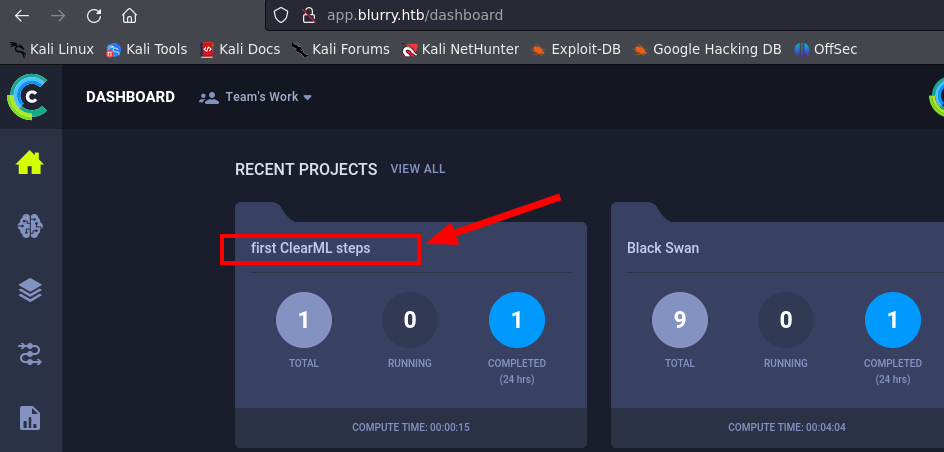 app.blurry.htb/dashboard
Kali Linux Kali Tools Kali Docs Kali Forums Kali NetHunter Exploit-DB Google Hacking DB OffSec
C DASHBOARD Team's Work
RECENT PROJECTS VIEW ALL
first ClearML steps
1 0 1
TOTAL RUNNING COMPLETED
(24 hrs)
COMPUTE TIME: 00:00:15
Black Swan
9 0 1
TOTAL RUNNING COMPLETED
(24 hrs)
COMPUTE TIME: 00:04:04